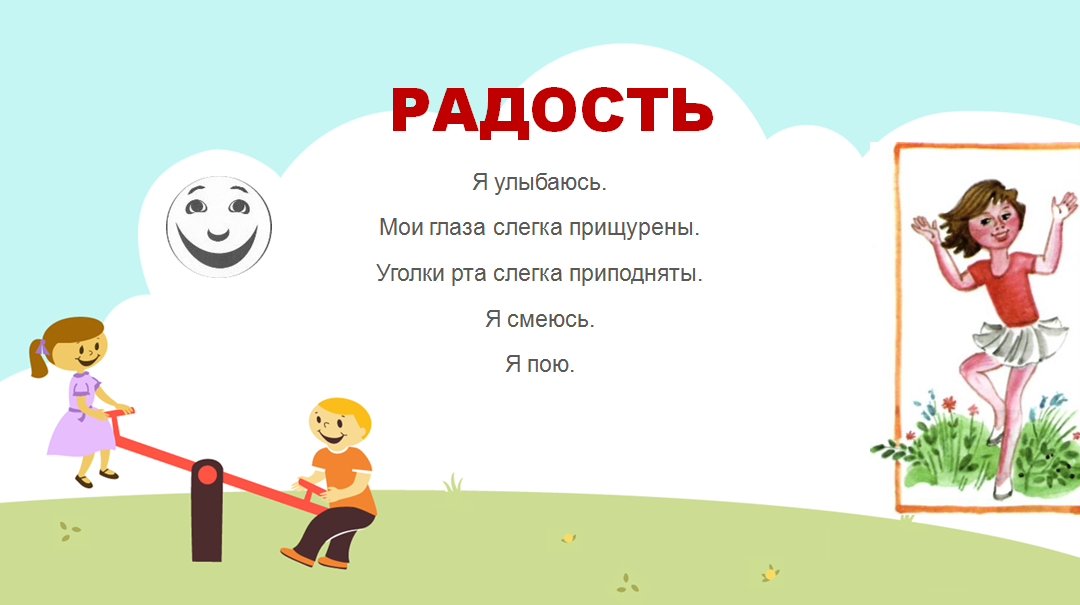 РАДОСТЬ
Я улыбаюсь.
Мои глаза слегка прищурены.
Уголки рта слегка приподняты.
Я смеюсь.
Я пою.